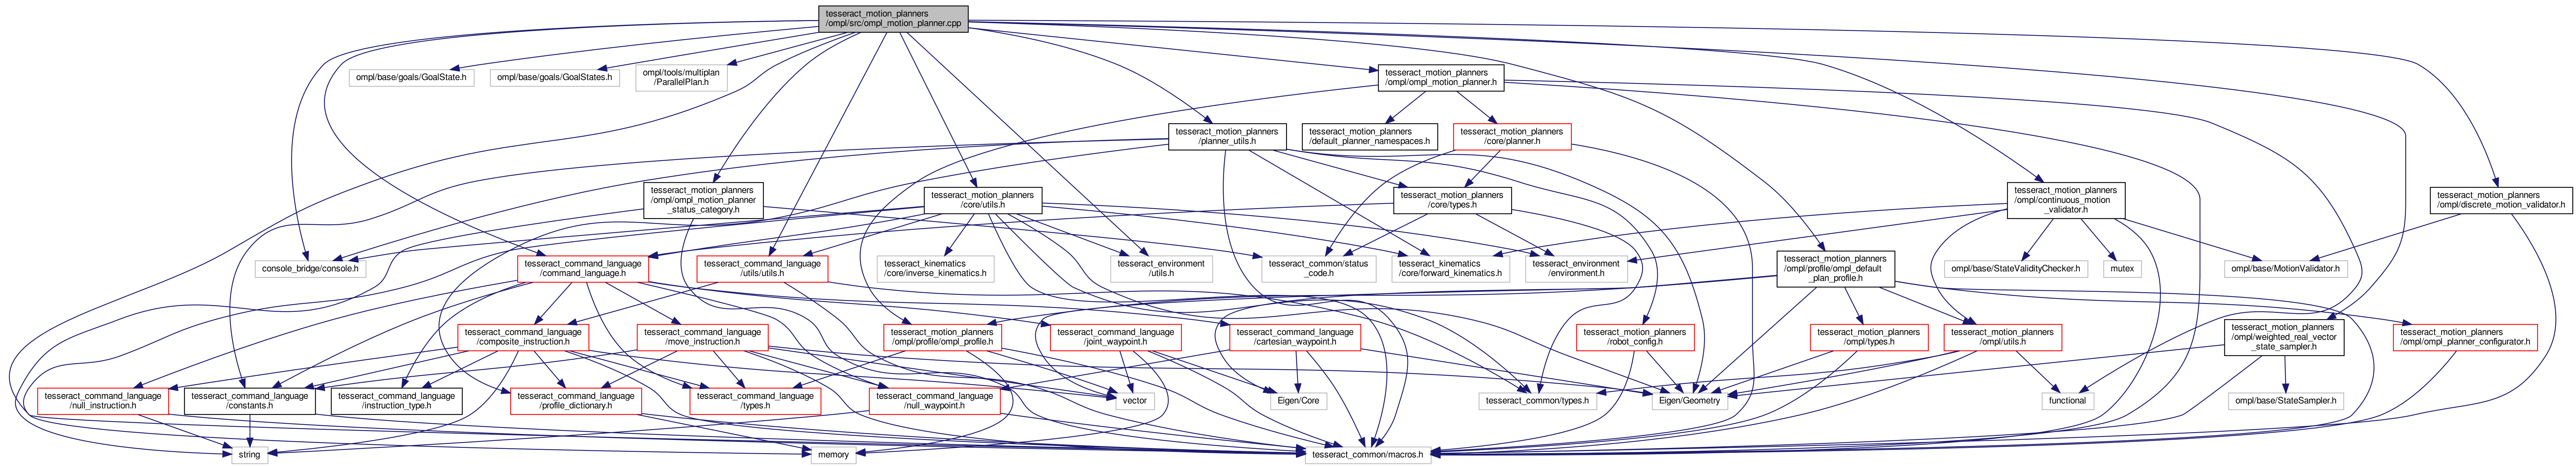 tesseract_motion_planners
/ompl/src/ompl_motion_planner.cpp
ompl/base/goals/GoalState.h
ompl/base/goals/GoalStates.h
ompl/tools/multiplan
/ParallelPlan.h
tesseract_motion_planners
/ompl/ompl_motion_planner.h
tesseract_motion_planners
/planner_utils.h
tesseract_motion_planners
/default_planner_namespaces.h
tesseract_motion_planners
/core/planner.h
tesseract_motion_planners
/ompl/ompl_motion_planner
_status_category.h
tesseract_motion_planners
/core/utils.h
tesseract_motion_planners
/core/types.h
tesseract_motion_planners
/ompl/continuous_motion
_validator.h
tesseract_motion_planners
/ompl/discrete_motion_validator.h
console_bridge/console.h
tesseract_command_language
/command_language.h
tesseract_command_language
/utils/utils.h
tesseract_kinematics
/core/inverse_kinematics.h
tesseract_environment
/utils.h
tesseract_common/status
_code.h
tesseract_kinematics
/core/forward_kinematics.h
tesseract_environment
/environment.h
tesseract_motion_planners
/ompl/profile/ompl_default
_plan_profile.h
ompl/base/StateValidityChecker.h
mutex
ompl/base/MotionValidator.h
tesseract_command_language
/composite_instruction.h
tesseract_command_language
/move_instruction.h
tesseract_motion_planners
/ompl/profile/ompl_profile.h
tesseract_command_language
/joint_waypoint.h
tesseract_command_language
/cartesian_waypoint.h
tesseract_motion_planners
/robot_config.h
tesseract_motion_planners
/ompl/types.h
tesseract_motion_planners
/ompl/utils.h
tesseract_motion_planners
/ompl/weighted_real_vector
_state_sampler.h
tesseract_motion_planners
/ompl/ompl_planner_configurator.h
tesseract_command_language
/null_instruction.h
tesseract_command_language
/constants.h
tesseract_command_language
/instruction_type.h
tesseract_command_language
/profile_dictionary.h
tesseract_command_language
/types.h
tesseract_command_language
/null_waypoint.h
vector
Eigen/Core
tesseract_common/types.h
Eigen/Geometry
functional
ompl/base/StateSampler.h
string
memory
tesseract_common/macros.h